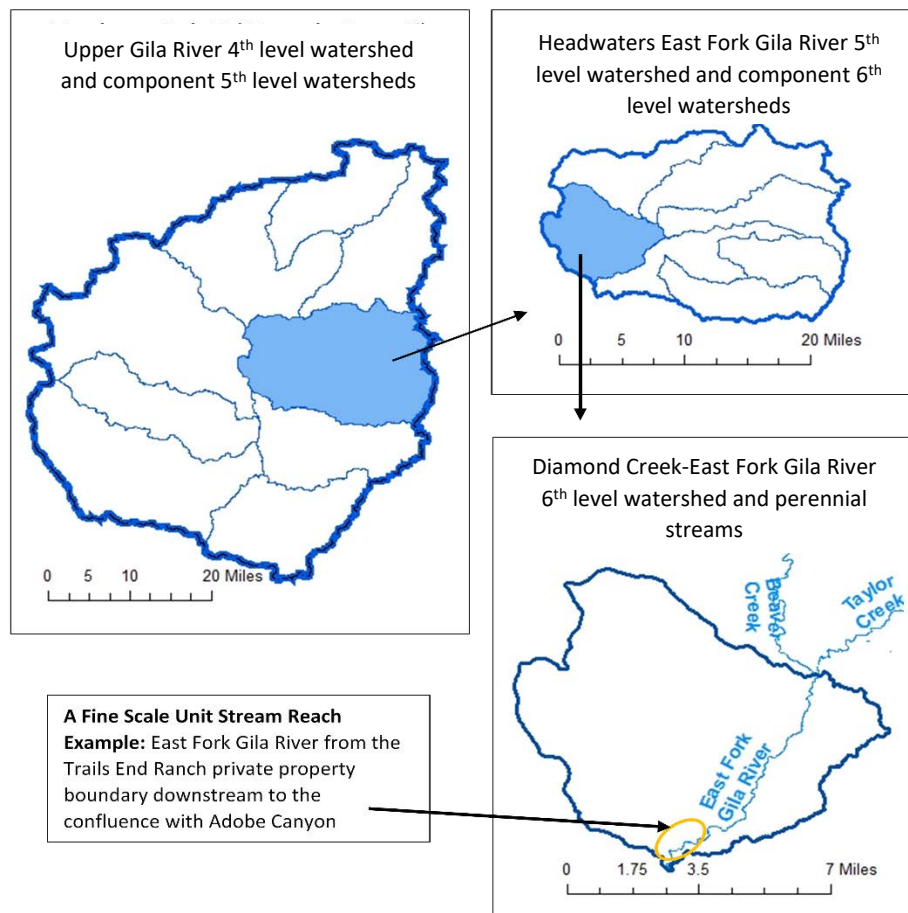 Upper Gila River 4th level watershed
and component 5th level watersheds
0 5 10 20 Miles
Headwaters East Fork Gila River 5th
level watershed and component 6th
level watersheds
0 5 10 20 Miles
Diamond Creek-East Fork Gila River
6th level watershed and perennial
streams
Beaver
Creek
Taylor
Creek
East Fork
Gila River
0 1.75 3.5 7 Miles
A Fine Scale Unit Stream Reach
Example: East Fork Gila River from the
Trails End Ranch private property
boundary downstream to the
confluence with Adobe Canyon